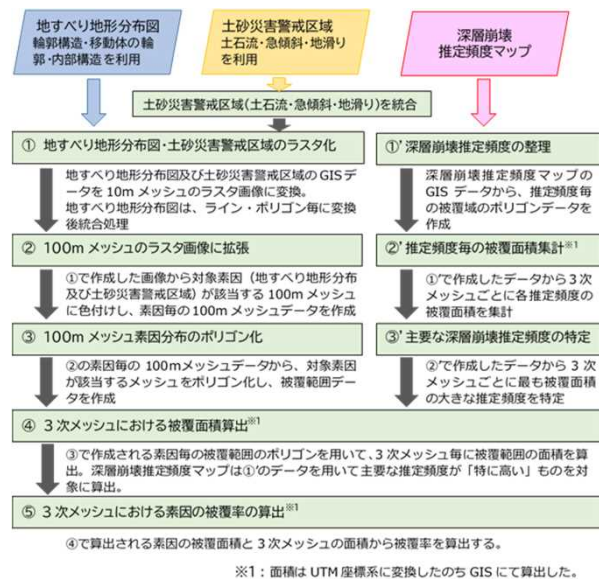 地すべり地形分布図
輪郭構造・移動体の輪
郭・内部構造を利用
土砂災害警戒区域
土石流・急傾斜・地滑り
を利用
深層崩壊
推定頻度マップ
土砂災害警戒区域(土石流・急傾斜・地滑り)を統合
① 地すべり地形分布図・土砂災害警戒区域のラスタ化
地すべり地形分布図及び土砂災害警戒区域の GIS デ
ータを 10m メッシュのラスタ画像に変換。
地すべり地形分布図は、ライン・ポリゴン毎に変換
後統合処理
② 100m メッシュのラスタ画像に拡張
①で作成した画像から対象素因(地すべり地形分布
及び土砂災害警戒区域)が該当する 100m メッシュ
に色付けし、素因毎の 100m メッシュデータを作成
③ 100m メッシュ素因分布のポリゴン化
②の素因毎の 100m メッシュデータから、対象素因
が該当するメッシュをポリゴン化し、被覆範囲デー
タを作成
①’深層崩壊推定頻度の整理
深層崩壊推定頻度マップの
GIS データから、推定頻度毎
の被覆域のポリゴンデータを
作成
②’推定頻度毎の被覆面積集計※1
①’で作成したデータから 3 次
メッシュごとに各推定頻度の
被覆面積を集計
③’主要な深層崩壊推定頻度の特定
②’で作成したデータから 3 次
メッシュごとに最も被覆面積
の大きな推定頻度を特定
④ 3 次メッシュにおける被覆面積算出※1
③で作成される素因毎の被覆範囲のポリゴンを用いて、3 次メッシュ毎に被覆範囲の面積を算
出。深層崩壊推定頻度マップは①’のデータを用いて主要な推定頻度が「特に高い」ものを対
象に算出。
⑤ 3 次メッシュにおける素因の被覆率の算出※1
④で算出される素因の被覆面積と 3 次メッシュの面積から被覆率を算出する。
※1：面積は UTM 座標系に変換したのち GIS にて算出した。